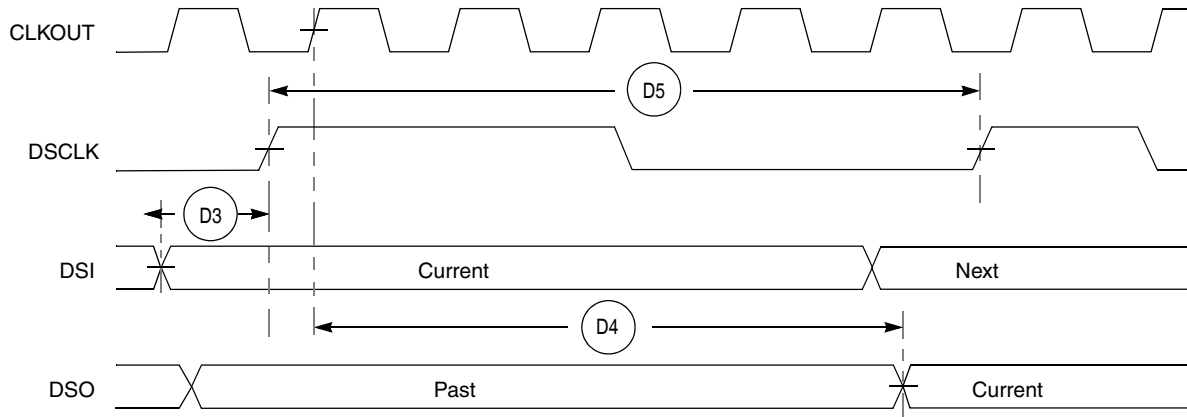 CLKOUT
D5
DSCLK
D3
DSI
Current
Next
D4
DSO
Past
Current